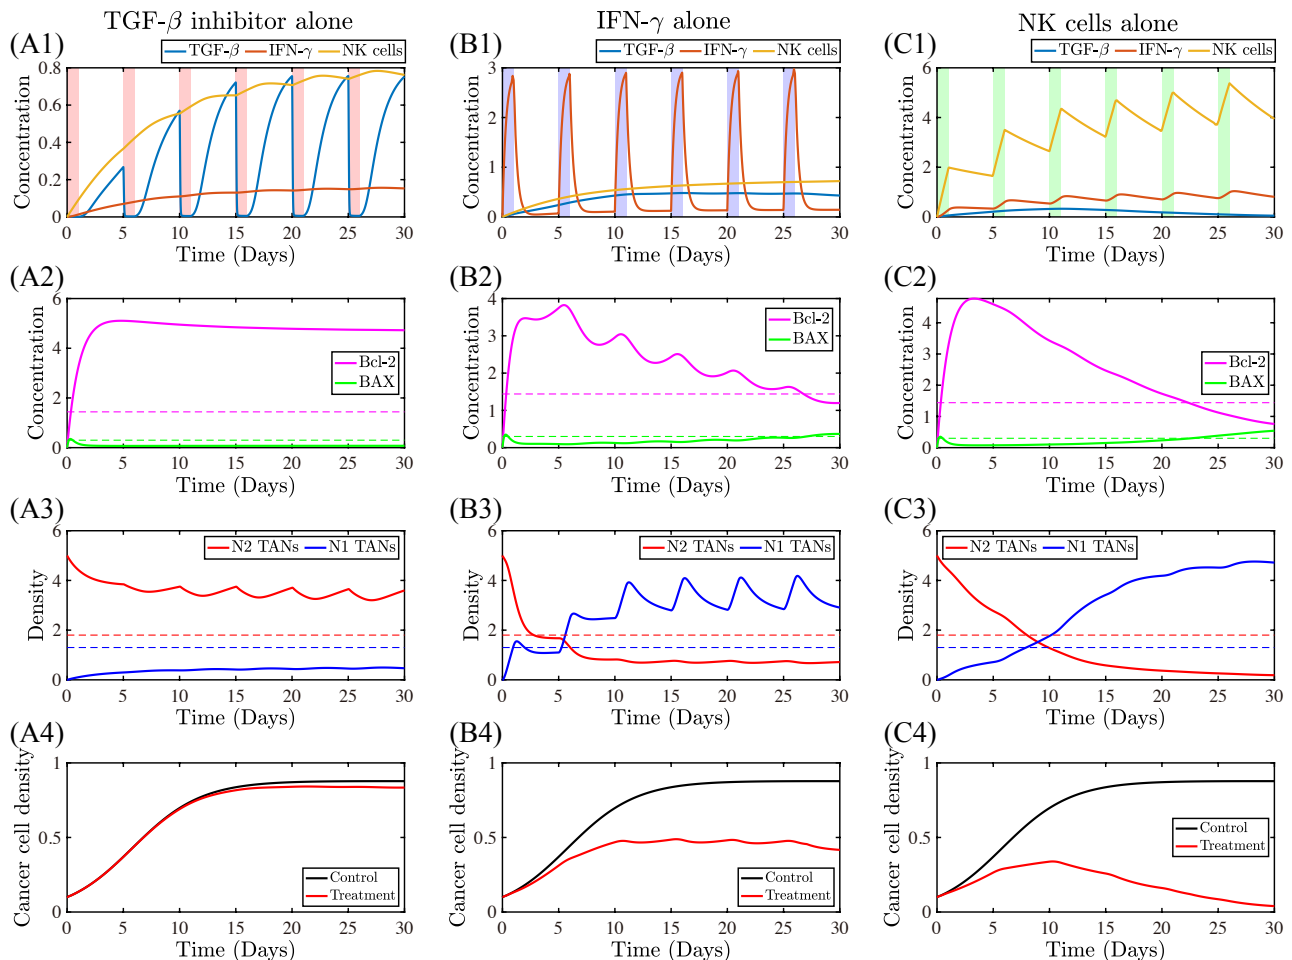 TGF-β inhibitor alone
IFN-γ alone
NK cells alone
(A1)
TGF-β IFN-γ NK cells
Concentration
0.8
0.6
0.4
0.2
0
0 5 10 15 20 25 30
Time (Days)
(B1)
TGF-β IFN-γ NK cells
Concentration
3
2
1
0
0 5 10 15 20 25 30
Time (Days)
(C1)
TGF-β IFN-γ NK cells
Concentration
6
4
2
0
0 5 10 15 20 25 30
Time (Days)
(A2)
Concentration
6
4
2
0
Bcl-2
BAX
0 5 10 15 20 25 30
Time (Days)
(B2)
Concentration
4
3
2
1
0
Bcl-2
BAX
0 5 10 15 20 25 30
Time (Days)
(C2)
Concentration
4
3
2
1
0
Bcl-2
BAX
0 5 10 15 20 25 30
Time (Days)
(A3)
N2 TANs N1 TANs
Density
6
4
2
0
0 5 10 15 20 25 30
Time (Days)
(B3)
N2 TANs N1 TANs
Density
6
4
2
0
0 5 10 15 20 25 30
Time (Days)
(C3)
N2 TANs N1 TANs
Density
6
4
2
0
0 5 10 15 20 25 30
Time (Days)
(A4)
Cancer cell density
1
0.5
0
Control
Treatment
0 5 10 15 20 25 30
Time (Days)
(B4)
Cancer cell density
1
0.5
0
Control
Treatment
0 5 10 15 20 25 30
Time (Days)
(C4)
Cancer cell density
1
0.5
0
Control
Treatment
0 5 10 15 20 25 30
Time (Days)